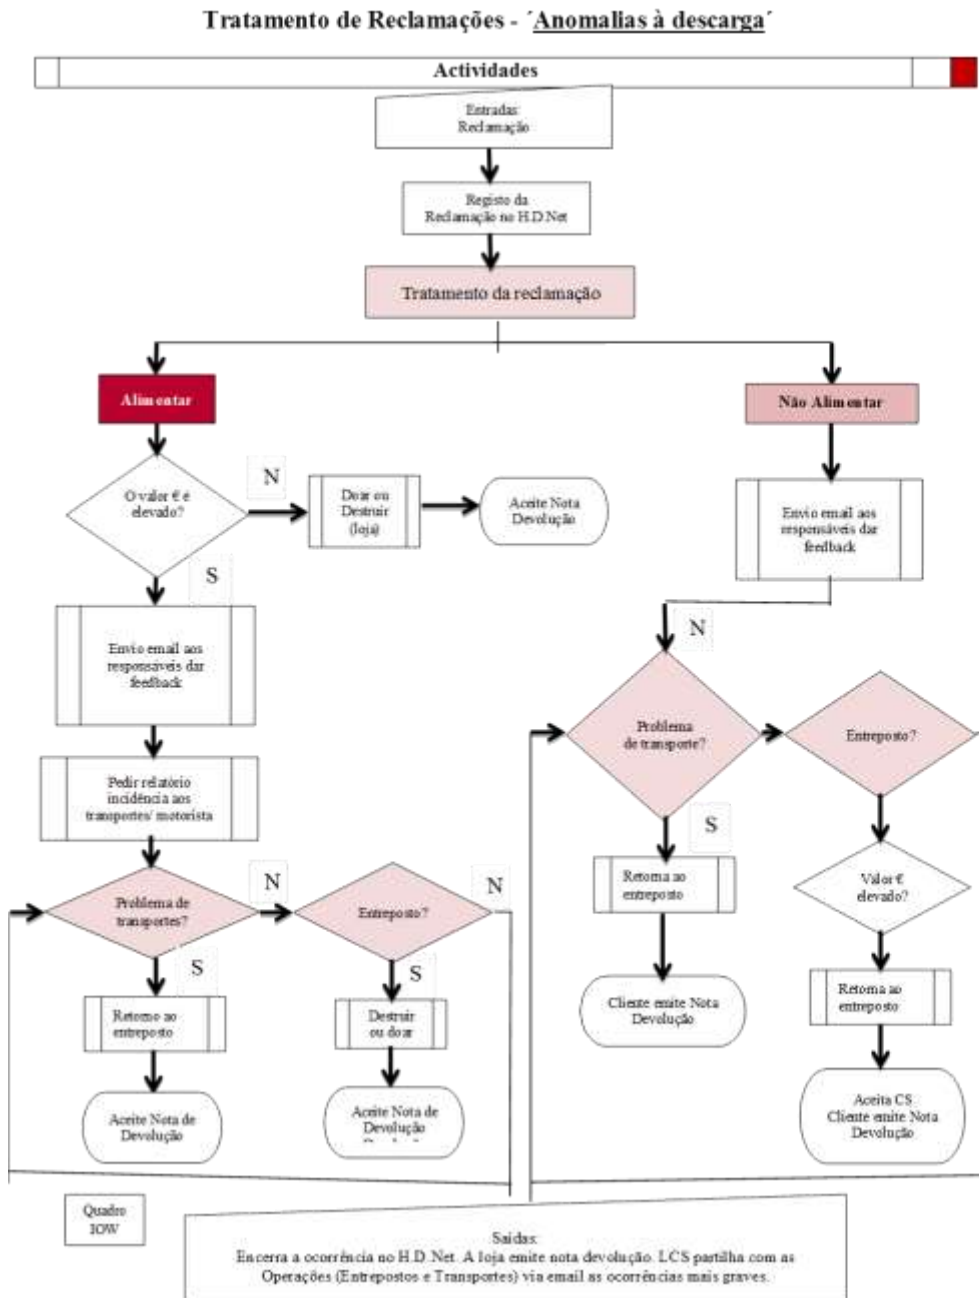 Tratamento de Reclamações - ´Anomalias à descarga´
Actividades
Entradas:
Reclamação
Registo da
Reclamação no H.D.Net
Tratamento da reclamação
Alimentar
Não Alimentar
O valor € é
elevado?
N
Doar ou
Destruir
(loja)
Aceite Nota
Devolução
Envio email aos
responsáveis dar
feedback
S
N
Envio email aos
responsáveis dar
feedback
Problema
de transporte?
Entreposto?
Pedir relatório
incidência aos
transportes/ motorista
S
Retorna ao
entreposto
Valor €
elevado?
N
N
Problema de
transportes?
Entreposto?
S
S
Retorno ao
entreposto
Destruir
ou doar
Cliente emite Nota
Devolução
Retorna ao
entreposto
Aceite Nota de
Devolução
Aceite Nota de
Devolução
Aceita CS.
Cliente emite Nota
Devolução
Quadro
IOW
Saídas:
Encerra a ocorrência no H.D.Net. A loja emite nota devolução. LCS partilha com as
Operações (Entrepostos e Transportes) via email as ocorrências mais graves.